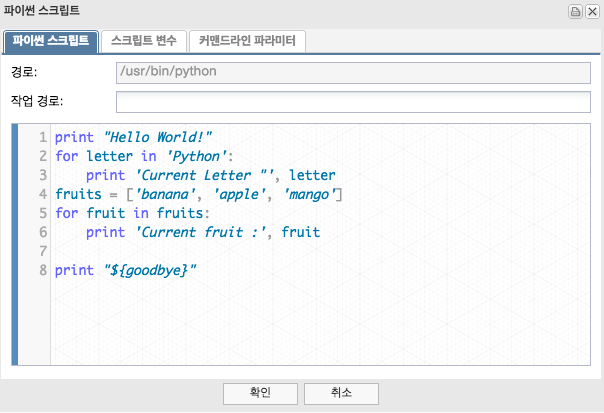 파이썬 스크립트
파이썬 스크립트 스크립트 변수 커맨드라인 파라미터
경로: /usr/bin/python
작업 경로:
1 print "Hello World!"
2 for letter in 'Python':
3     print 'Current Letter "', letter
4 fruits = ['banana', 'apple', 'mango']
5 for fruit in fruits:
6     print 'Current fruit :', fruit
7
8 print "${goodbye}"
확인 취소